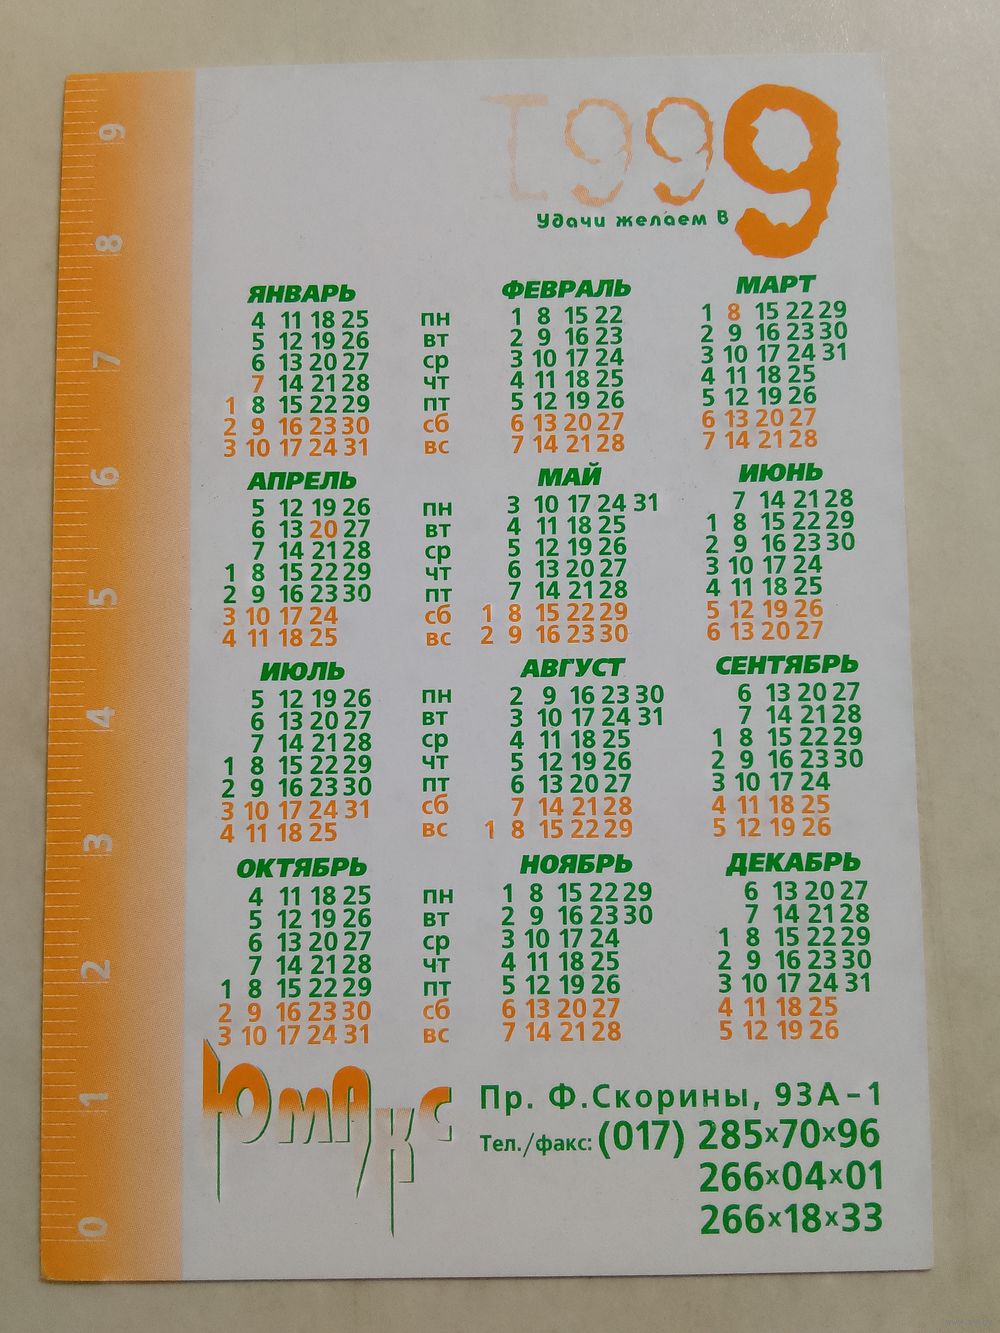 1999
Удачи желаем в
ЯНВАРЬ ФЕВРАЛЬ МАРТ
4 11 18 25 пн 1 8 15 22 1 8 15 22 29
5 12 19 26 вт 2 9 16 23 2 9 16 23 30
6 13 20 27 ср 3 10 17 24 3 10 17 24 31
7 14 21 28 чт 4 11 18 25 4 11 18 25
1 8 15 22 29 пт 5 12 19 26 5 12 19 26
2 9 16 23 30 сб 6 13 20 27 6 13 20 27
3 10 17 24 31 вс 7 14 21 28 7 14 21 28
АПРЕЛЬ МАЙ ИЮНЬ
5 12 19 26 пн 3 10 17 24 31 7 14 21 28
6 13 20 27 вт 4 11 18 25 1 8 15 22 29
7 14 21 28 ср 5 12 19 26 2 9 16 23 30
1 8 15 22 29 чт 6 13 20 27 3 10 17 24
2 9 16 23 30 пт 7 14 21 28 4 11 18 25
3 10 17 24 сб 1 8 15 22 29 5 12 19 26
4 11 18 25 вс 2 9 16 23 30 6 13 20 27
ИЮЛЬ АВГУСТ СЕНТЯБРЬ
5 12 19 26 пн 2 9 16 23 30 6 13 20 27
6 13 20 27 вт 3 10 17 24 31 7 14 21 28
7 14 21 28 ср 4 11 18 25 1 8 15 22 29
1 8 15 22 29 чт 5 12 19 26 2 9 16 23 30
2 9 16 23 30 пт 6 13 20 27 3 10 17 24
3 10 17 24 31 сб 7 14 21 28 4 11 18 25
4 11 18 25 вс 1 8 15 22 29 5 12 19 26
ОКТЯБРЬ НОЯБРЬ ДЕКАБРЬ
4 11 18 25 пн 1 8 15 22 29 6 13 20 27
5 12 19 26 вт 2 9 16 23 30 7 14 21 28
6 13 20 27 ср 3 10 17 24 1 8 15 22 29
7 14 21 28 чт 4 11 18 25 2 9 16 23 30
1 8 15 22 29 пт 5 12 19 26 3 10 17 24 31
2 9 16 23 30 сб 6 13 20 27 4 11 18 25
3 10 17 24 31 вс 7 14 21 28 5 12 19 26
Юмакс
Пр. Ф.Скорины, 93А-1
Тел./факс: (017) 285x70x96
266x04x01
266x18x33
0 1 2 3 4 5 6 7 8 9